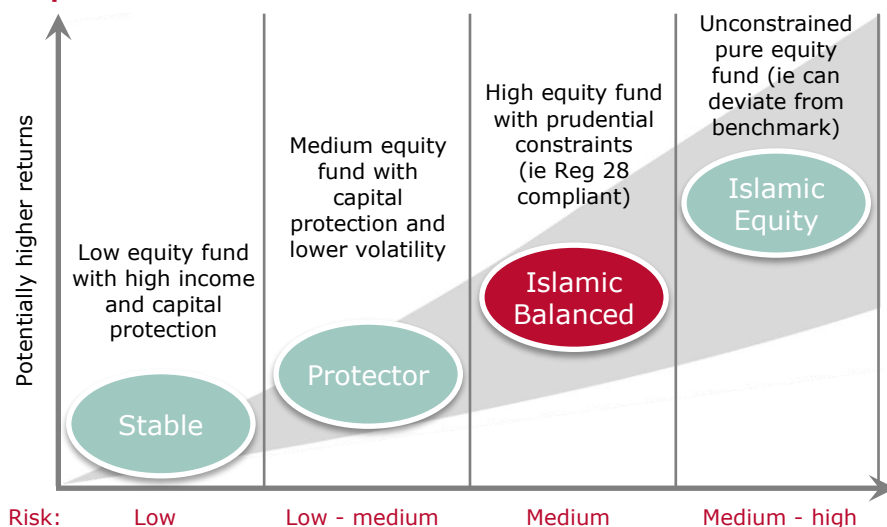 Potentially higher returns
Low equity fund
with high income
and capital
protection
Stable
Medium equity
fund with
capital
protection and
lower volatility
Protector
High equity fund
with prudential
constraints
(ie Reg 28
compliant)
Islamic
Balanced
Unconstrained
pure equity
fund (ie can
deviate from
benchmark)
Islamic
Equity
Risk: Low Low - medium Medium Medium - high